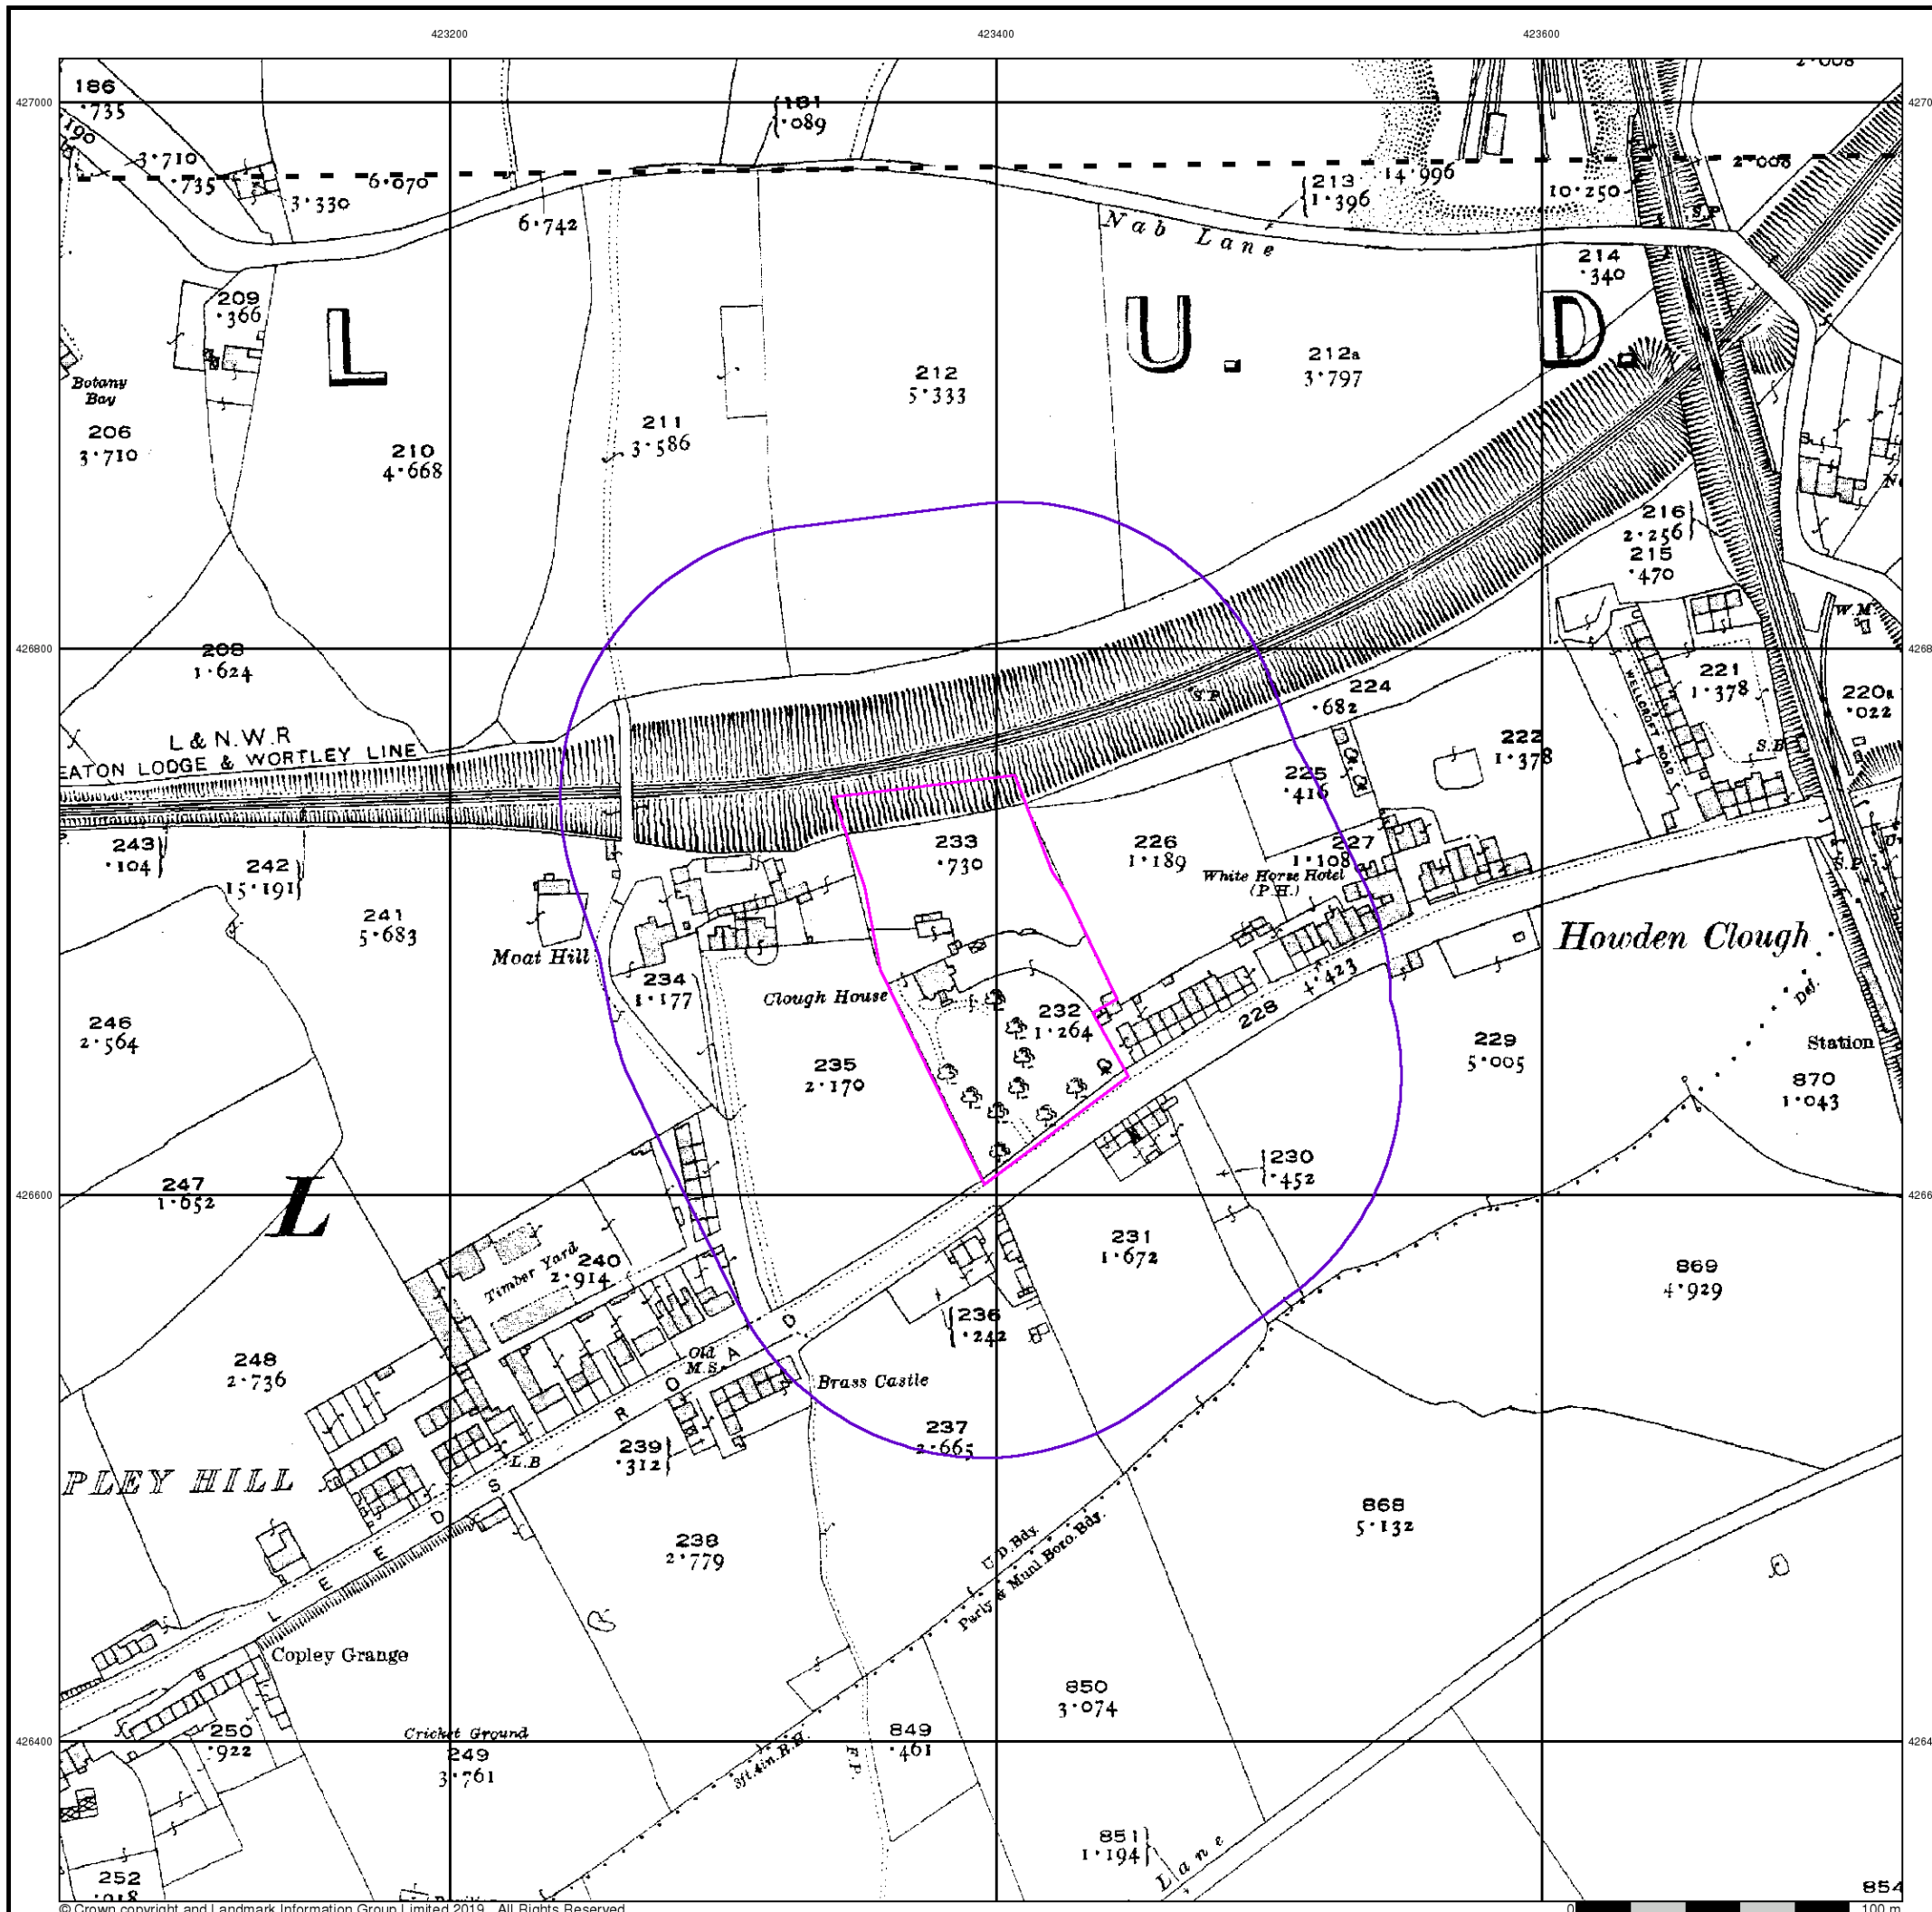 423200
423400
423600
427000
186
·735
190
3·710
·735
3·330
6·070
6·742
181
·089
213
1·396
14·996
10·250
2·008
2·008
S.P
Nab Lane
214
·340
209
·366
L
U.
D.
212a
3·797
212
5·333
Botany
Bay
206
3·710
210
4·668
211
3·586
216
2·256
215
·470
W.M
426800
208
1·624
221
1·378
WELLCROFT ROAD
220a
·022
224
·682
S.P
222
1·378
S.B
L & N.W.R
EATON LODGE & WORTLEY LINE
225
·416
243
·104
242
15·191
233
·730
226
1·189
227
1·108
White Horse Hotel
(P.H.)
S.P
241
5·683
Moat Hill
Howden Clough
234
1·177
Clough House
228
4·423
232
1·264
Def.
246
2·564
229
5·005
Station
235
2·170
870
1·043
230
·452
247
1·652
L
426600
231
1·672
869
4·929
Timber Yard
240
2·914
236
·242
248
2·736
Old
M.S.
Brass Castle
237
2·665
239
·312
L.B
PLEY HILL
LEEDS ROAD
868
5·132
U.D. Bdy.
Parly & Munl. Boro. Bdy.
238
2·779
Copley Grange
850
3·074
250
·922
Cricket Ground
249
3·761
849
·461
3ft.4in.R.H.
F.P.
851
1·194
Lane
252
854
© Crown copyright and Landmark Information Group Limited 2019. All Rights Reserved.
0 100 m